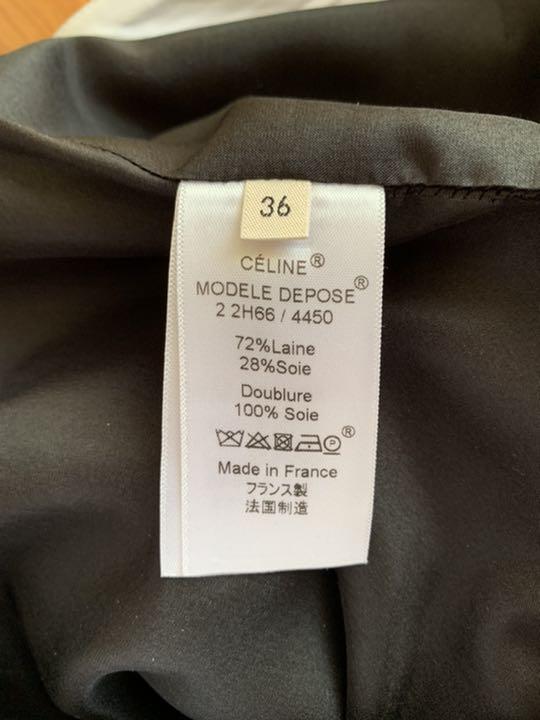 36
CÉLINE®
MODELE DEPOSE®
2 2H66 / 4450
72%Laine
28%Soie
Doublure
100% Soie
P®
Made in France
フランス製
法国制造